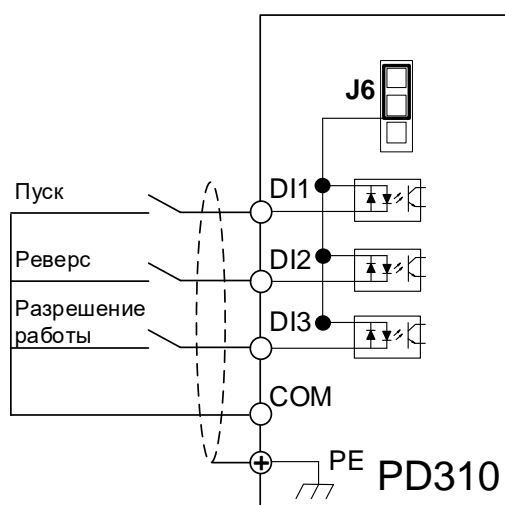 J6
Пуск
DI1
Реверс
DI2
Разрешение
работы
DI3
COM
PE
PD310